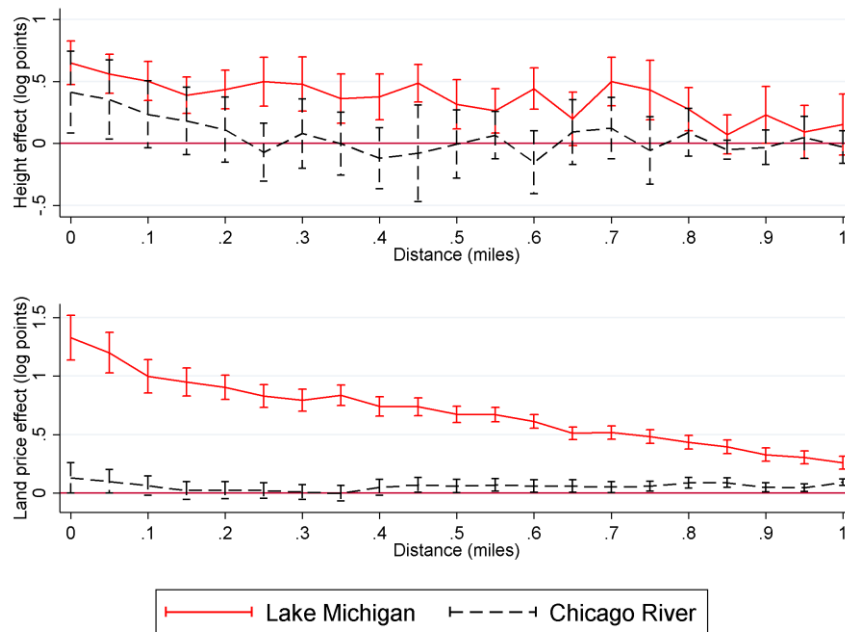 Height effect (log points)
1
.5
0
-.5
0 .1 .2 .3 .4 .5 .6 .7 .8 .9 1
Distance (miles)
Land price effect (log points)
1.5
1
.5
0
0 .1 .2 .3 .4 .5 .6 .7 .8 .9 1
Distance (miles)
Lake Michigan Chicago River